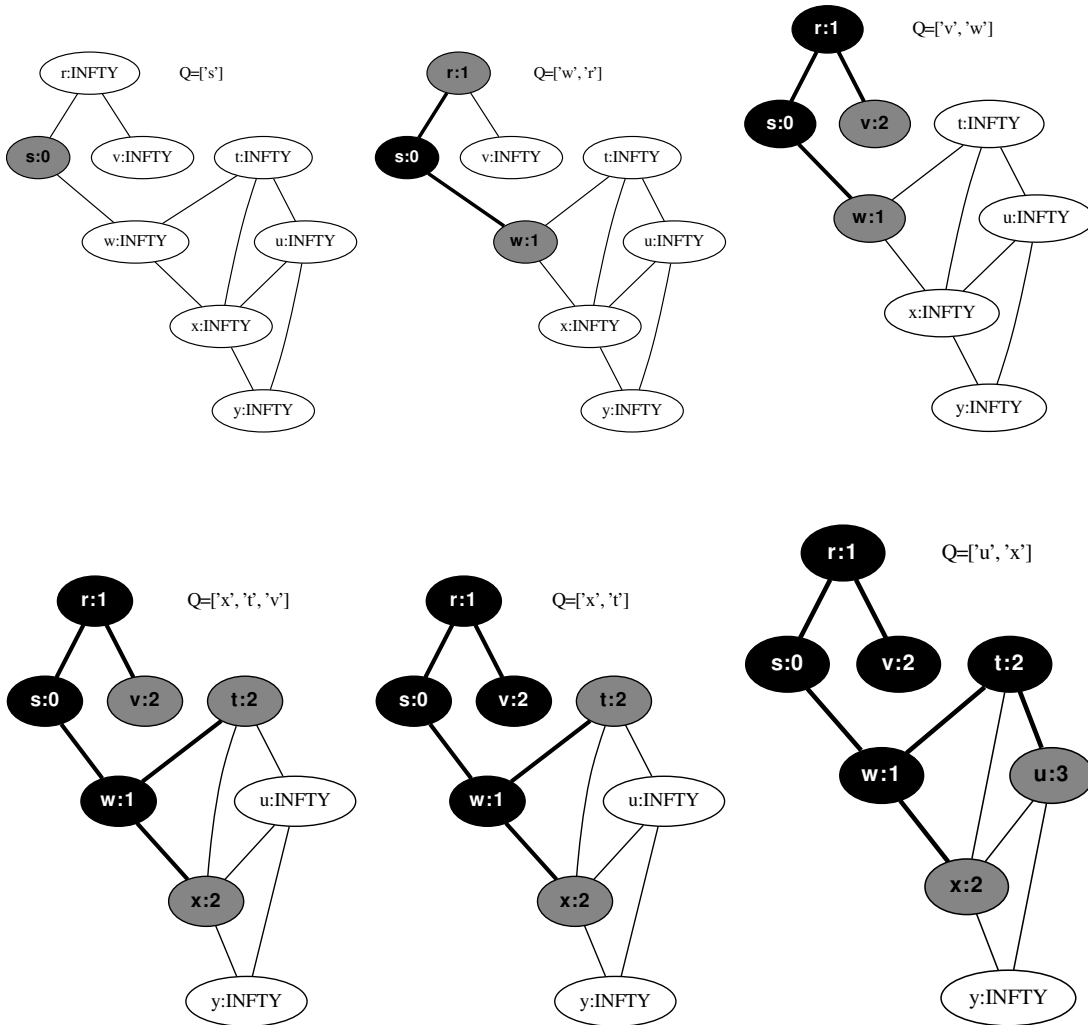 r:INFTY Q=['s']
s:0 v:INFTY t:INFTY
w:INFTY u:INFTY
x:INFTY
y:INFTY
r:1 Q=['w', 'r']
s:0 v:INFTY t:INFTY
w:1 u:INFTY
x:INFTY
y:INFTY
r:1 Q=['v', 'w']
s:0 v:2 t:INFTY
w:1 u:INFTY
x:INFTY
y:INFTY
r:1 Q=['x', 't', 'v']
s:0 v:2 t:2
w:1 u:INFTY
x:2
y:INFTY
r:1 Q=['x', 't']
s:0 v:2 t:2
w:1 u:INFTY
x:2
y:INFTY
r:1 Q=['u', 'x']
s:0 v:2 t:2
w:1 u:3
x:2
y:INFTY